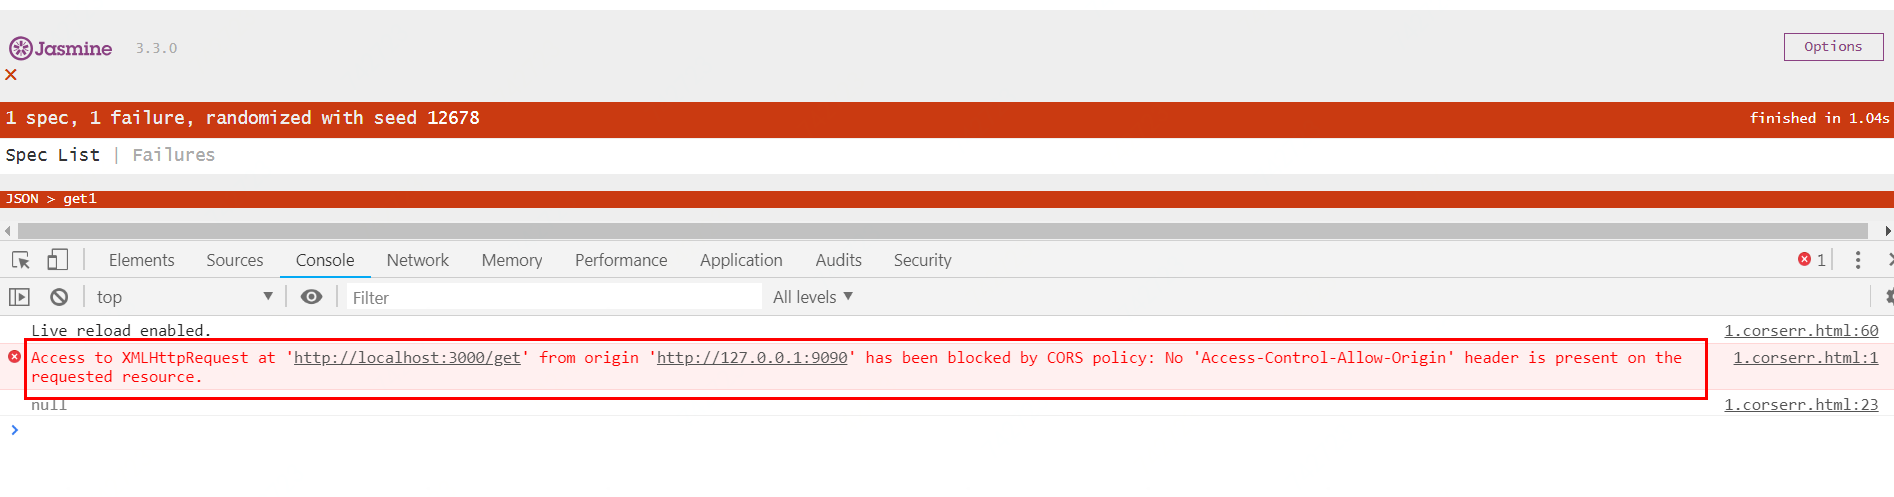 Jasmine 3.3.0 Options
1 spec, 1 failure, randomized with seed 12678 finished in 1.04s
Spec List | Failures
JSON > get1
Elements Sources Console Network Memory Performance Application Audits Security 1
top Filter All levels
Live reload enabled. 1.corserr.html:60
Access to XMLHttpRequest at 'http://localhost:3000/get' from origin 'http://127.0.0.1:9090' has been blocked by CORS policy: No 'Access-Control-Allow-Origin' header is present on the 1.corserr.html:1
requested resource.
null 1.corserr.html:23